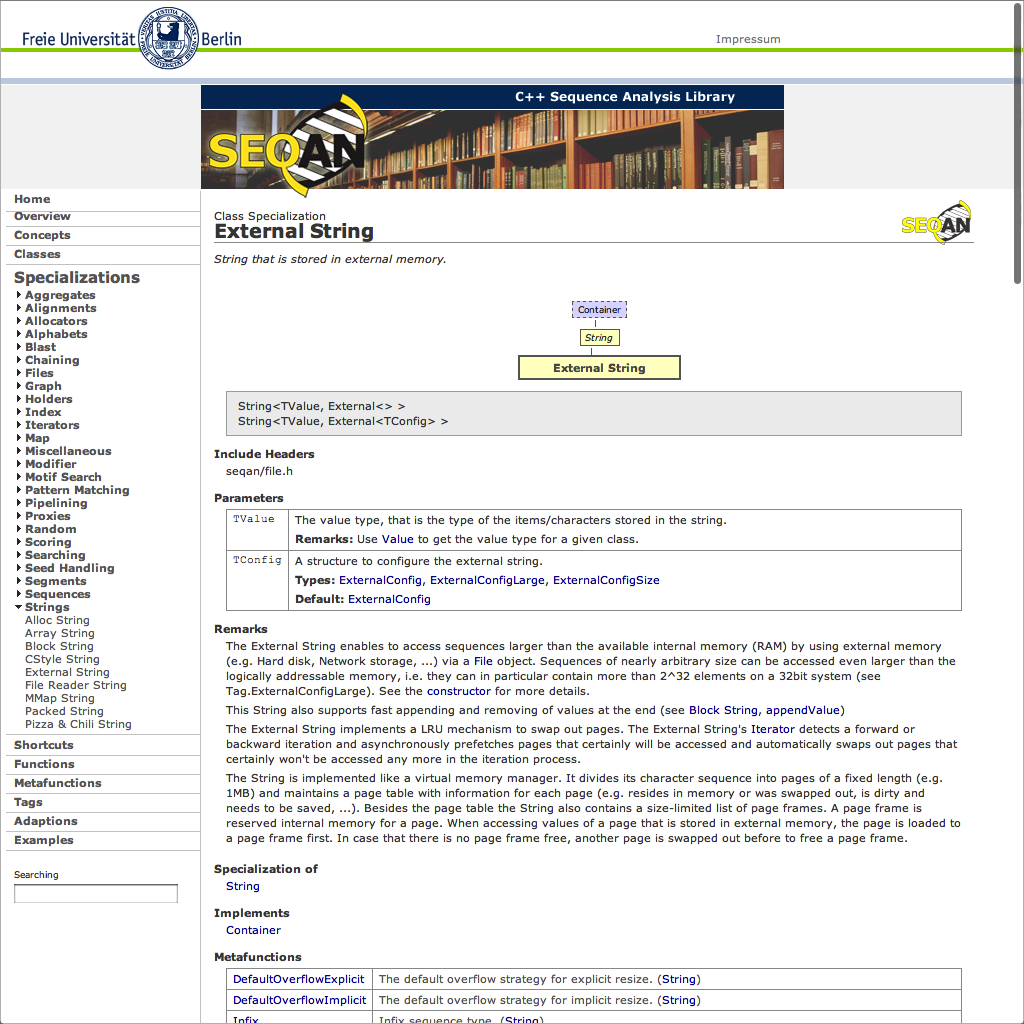 Freie Universität Berlin
Impressum
C++ Sequence Analysis Library
SEQAN
Home
Overview
Concepts
Classes
Specializations
Aggregates
Alignments
Allocators
Alphabets
Blast
Chaining
Files
Graph
Holders
Index
Iterators
Map
Miscellaneous
Modifier
Motif Search
Pattern Matching
Pipelining
Proxies
Random
Scoring
Searching
Seed Handling
Segments
Sequences
Strings
Alloc String
Array String
Block String
CStyle String
External String
File Reader String
MMap String
Packed String
Pizza & Chili String
Shortcuts
Functions
Metafunctions
Tags
Adaptions
Examples
Searching
Class Specialization
External String
SEQAN
String that is stored in external memory.
Container
String
External String
String<TValue, External<> >
String<TValue, External<TConfig> >
Include Headers
seqan/file.h
Parameters
TValue The value type, that is the type of the items/characters stored in the string.
Remarks: Use Value to get the value type for a given class.
TConfig A structure to configure the external string.
Types: ExternalConfig, ExternalConfigLarge, ExternalConfigSize
Default: ExternalConfig
Remarks
The External String enables to access sequences larger than the available internal memory (RAM) by using external memory
(e.g. Hard disk, Network storage, ...) via a File object. Sequences of nearly arbitrary size can be accessed even larger than the
logically addressable memory, i.e. they can in particular contain more than 2^32 elements on a 32bit system (see
Tag.ExternalConfigLarge). See the constructor for more details.
This String also supports fast appending and removing of values at the end (see Block String, appendValue)
The External String implements a LRU mechanism to swap out pages. The External String's Iterator detects a forward or
backward iteration and asynchronously prefetches pages that certainly will be accessed and automatically swaps out pages that
certainly won't be accessed any more in the iteration process.
The String is implemented like a virtual memory manager. It divides its character sequence into pages of a fixed length (e.g.
1MB) and maintains a page table with information for each page (e.g. resides in memory or was swapped out, is dirty and
needs to be saved, ...). Besides the page table the String also contains a size-limited list of page frames. A page frame is
reserved internal memory for a page. When accessing values of a page that is stored in external memory, the page is loaded to
a page frame first. In case that there is no page frame free, another page is swapped out before to free a page frame.
Specialization of
String
Implements
Container
Metafunctions
DefaultOverflowExplicit The default overflow strategy for explicit resize. (String)
DefaultOverflowImplicit The default overflow strategy for implicit resize. (String)
Infix Infix sequence type. (String)